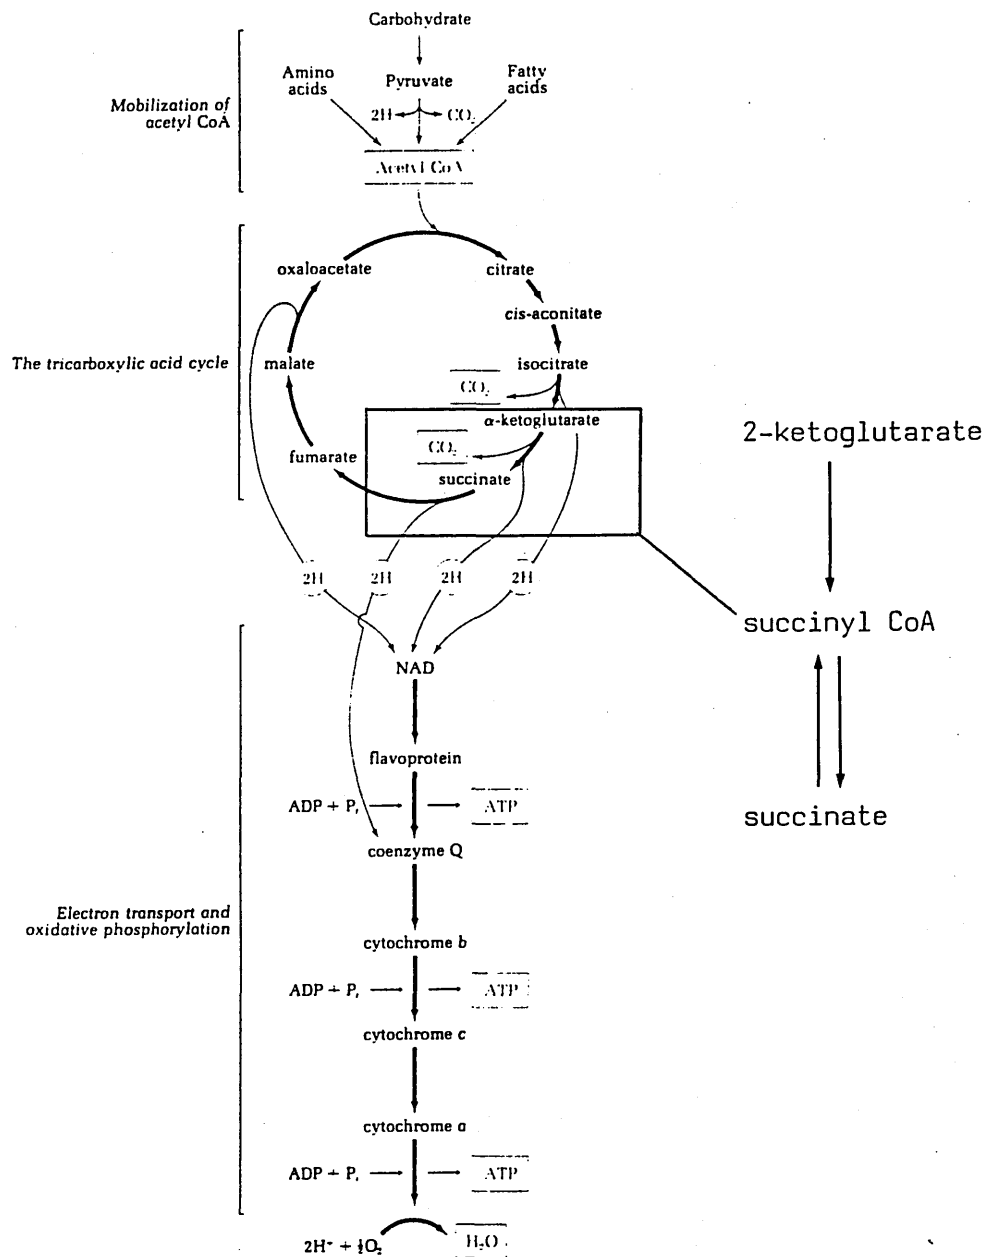 Carbohydrate
Amino
acids
Pyruvate
Fatty
acids
2H
CO₂
Mobilization of
acetyl CoA
Acetyl CoA
oxaloacetate
citrate
cis-aconitate
The tricarboxylic acid cycle
malate
isocitrate
CO₂
α-ketoglutarate
CO₂
fumarate
succinate
2-ketoglutarate
succinyl CoA
succinate
2H
2H
2H
2H
NAD
flavoprotein
ADP + Pᵢ
ATP
coenzyme Q
Electron transport and
oxidative phosphorylation
cytochrome b
ADP + Pᵢ
ATP
cytochrome c
cytochrome a
ADP + Pᵢ
ATP
2H⁺ + ½O₂
H₂O